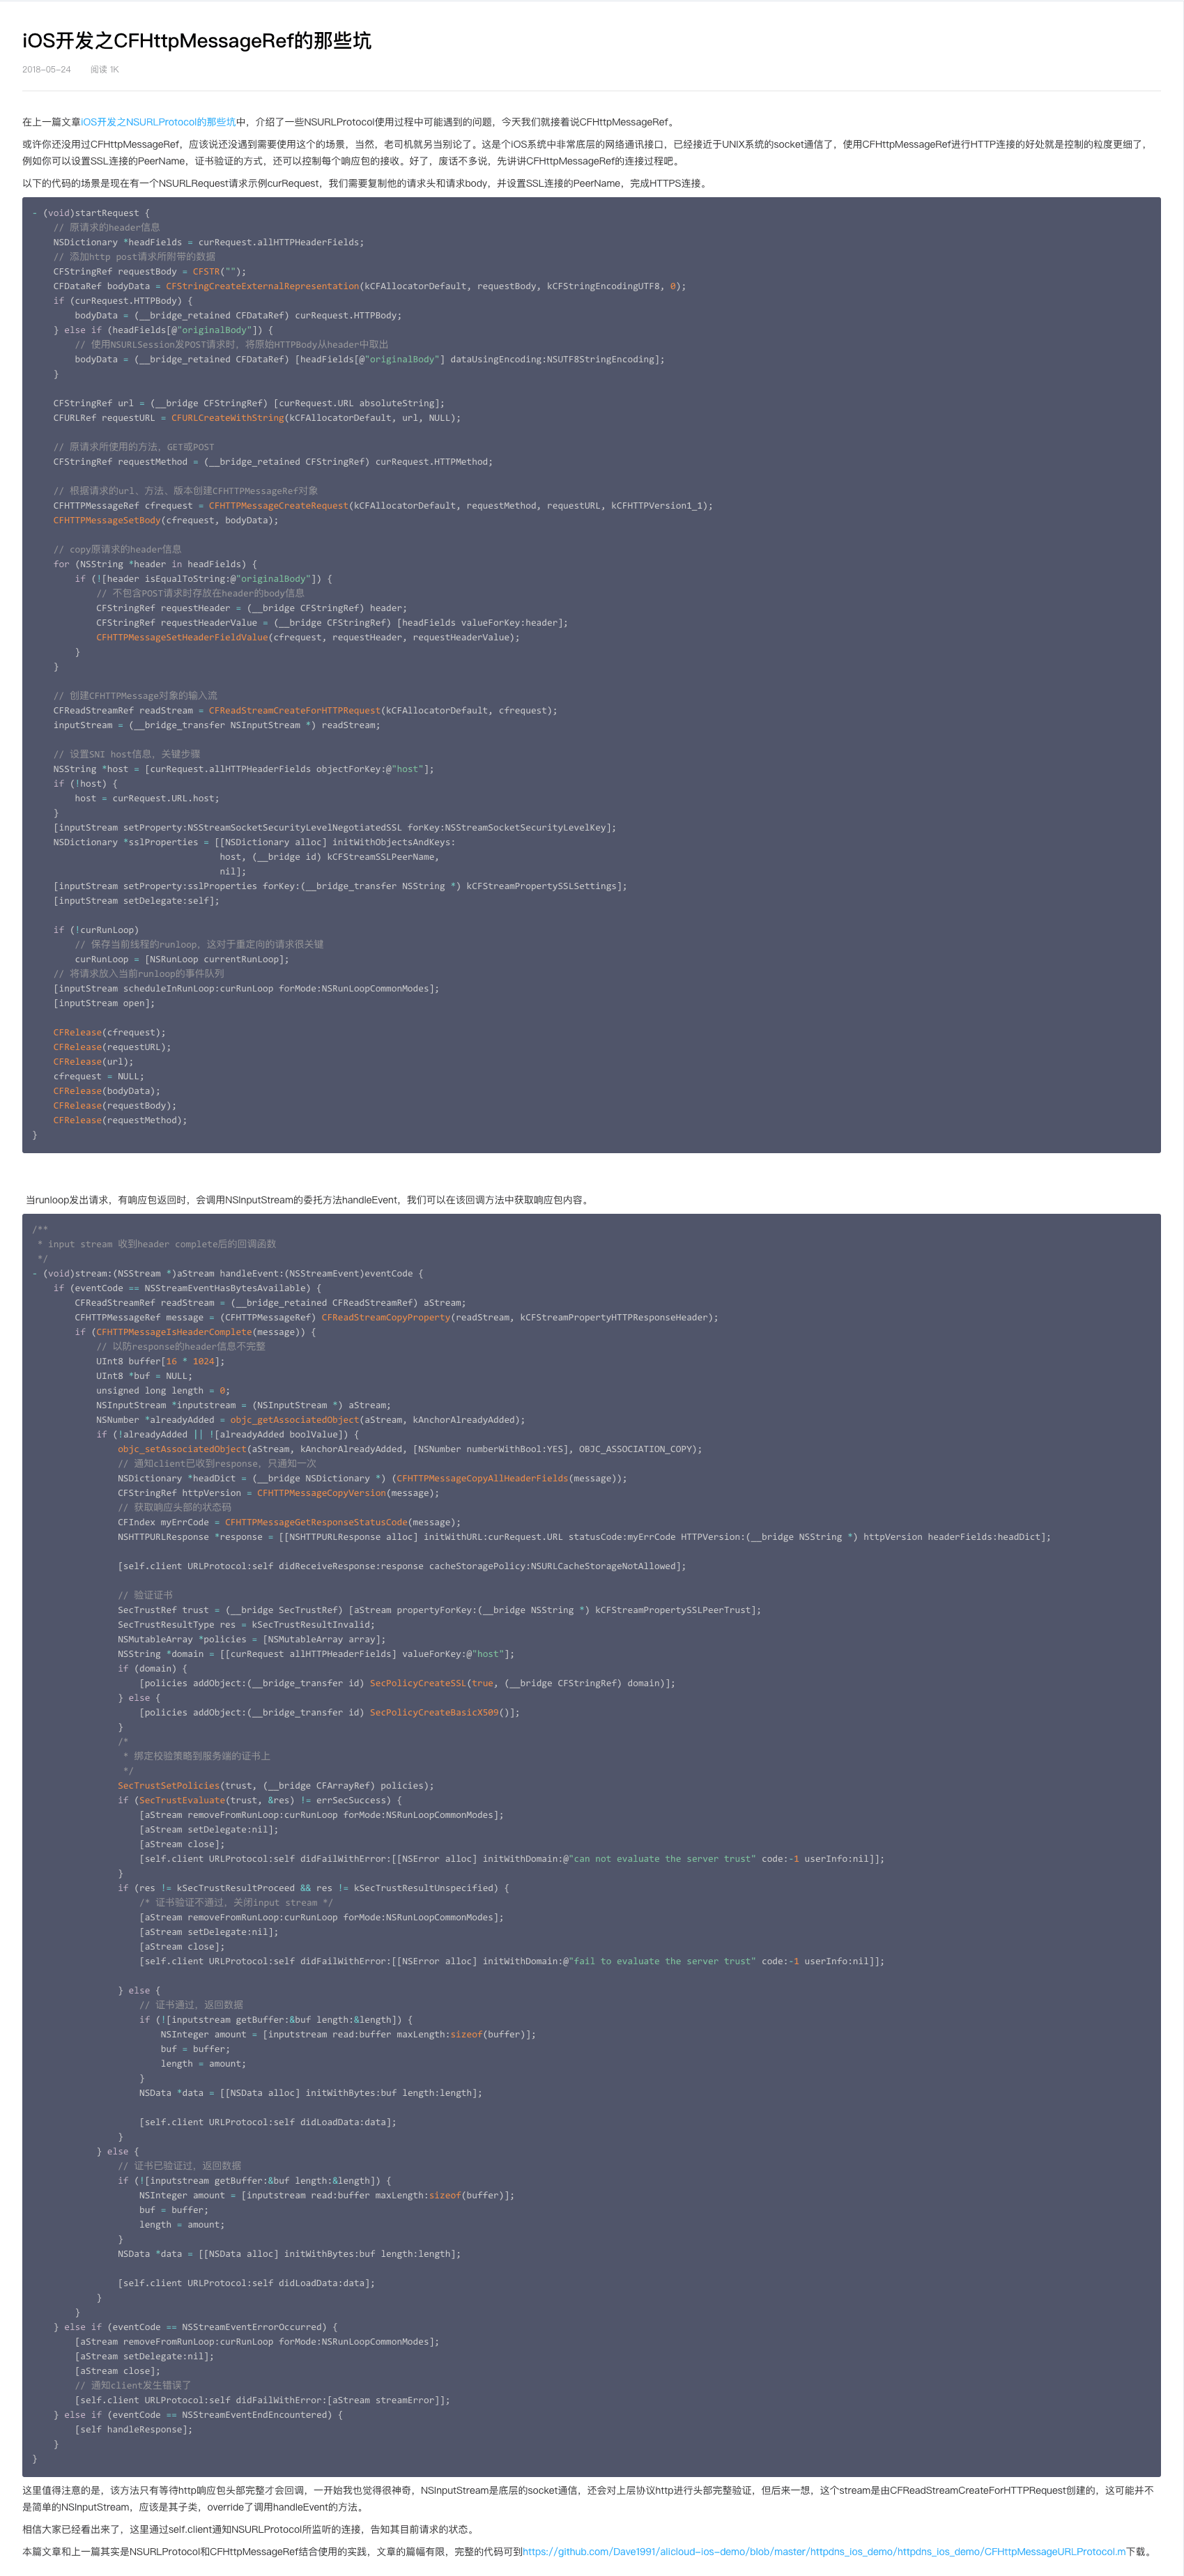 iOS开发之CFHttpMessageRef的那些坑
2018-05-24 阅读 1K
在上一篇文章IOS开发之NSURLProtocol的那些坑中，介绍了一些NSURLProtocol使用过程中可能遇到的问题，今天我们就接着说CFHttpMessageRef。
或许你还没用过CFHttpMessageRef，应该说还没遇到需要使用这个的场景，当然，老司机就另当别论了。这是个iOS系统中非常底层的网络通讯接口，已经接近于UNIX系统的socket通信了，使用CFHttpMessageRef进行HTTP连接的好处就是控制的粒度更细了，
例如你可以设置SSL连接的PeerName，证书验证的方式，还可以控制每个响应包的接收。好了，废话不多说，先讲讲CFHttpMessageRef的连接过程吧。
以下的代码的场景是现在有一个NSURLRequest请求示例curRequest，我们需要复制他的请求头和请求body，并设置SSL连接的PeerName，完成HTTPS连接。
- (void)startRequest {
    // 原请求的header信息
    NSDictionary *headFields = curRequest.allHTTPHeaderFields;
    // 添加http post请求所附带的数据
    CFStringRef requestBody = CFSTR("");
    CFDataRef bodyData = CFStringCreateExternalRepresentation(kCFAllocatorDefault, requestBody, kCFStringEncodingUTF8, 0);
    if (curRequest.HTTPBody) {
        bodyData = (__bridge_retained CFDataRef) curRequest.HTTPBody;
    } else if (headFields[@"originalBody"]) {
        // 使用NSURLSession发POST请求时，将原始HTTPBody从header中取出
        bodyData = (__bridge_retained CFDataRef) [headFields[@"originalBody"] dataUsingEncoding:NSUTF8StringEncoding];
    }
    CFStringRef url = (__bridge CFStringRef) [curRequest.URL absoluteString];
    CFURLRef requestURL = CFURLCreateWithString(kCFAllocatorDefault, url, NULL);
    // 原请求所使用的方法，GET或POST
    CFStringRef requestMethod = (__bridge_retained CFStringRef) curRequest.HTTPMethod;
    // 根据请求的url、方法、版本创建CFHTTPMessageRef对象
    CFHTTPMessageRef cfrequest = CFHTTPMessageCreateRequest(kCFAllocatorDefault, requestMethod, requestURL, kCFHTTPVersion1_1);
    CFHTTPMessageSetBody(cfrequest, bodyData);
    // copy原请求的header信息
    for (NSString *header in headFields) {
        if (![header isEqualToString:@"originalBody"]) {
            // 不包含POST请求时存放在header的body信息
            CFStringRef requestHeader = (__bridge CFStringRef) header;
            CFStringRef requestHeaderValue = (__bridge CFStringRef) [headFields valueForKey:header];
            CFHTTPMessageSetHeaderFieldValue(cfrequest, requestHeader, requestHeaderValue);
        }
    }
    // 创建CFHTTPMessage对象的输入流
    CFReadStreamRef readStream = CFReadStreamCreateForHTTPRequest(kCFAllocatorDefault, cfrequest);
    inputStream = (__bridge_transfer NSInputStream *) readStream;
    // 设置SNI host信息，关键步骤
    NSString *host = [curRequest.allHTTPHeaderFields objectForKey:@"host"];
    if (!host) {
        host = curRequest.URL.host;
    }
    [inputStream setProperty:NSStreamSocketSecurityLevelNegotiatedSSL forKey:NSStreamSocketSecurityLevelKey];
    NSDictionary *sslProperties = [[NSDictionary alloc] initWithObjectsAndKeys:
                                   host, (__bridge id) kCFStreamSSLPeerName,
                                   nil];
    [inputStream setProperty:sslProperties forKey:(__bridge_transfer NSString *) kCFStreamPropertySSLSettings];
    [inputStream setDelegate:self];
    if (!curRunLoop)
        // 保存当前线程的runloop，这对于重定向的请求很关键
        curRunLoop = [NSRunLoop currentRunLoop];
    // 将请求放入当前runloop的事件队列
    [inputStream scheduleInRunLoop:curRunLoop forMode:NSRunLoopCommonModes];
    [inputStream open];
    CFRelease(cfrequest);
    CFRelease(requestURL);
    CFRelease(url);
    cfrequest = NULL;
    CFRelease(bodyData);
    CFRelease(requestBody);
    CFRelease(requestMethod);
}
当runloop发出请求，有响应包返回时，会调用NSInputStream的委托方法handleEvent，我们可以在该回调方法中获取响应包内容。
/**
 * input stream 收到header complete后的回调函数
 */
- (void)stream:(NSStream *)aStream handleEvent:(NSStreamEvent)eventCode {
    if (eventCode == NSStreamEventHasBytesAvailable) {
        CFReadStreamRef readStream = (__bridge_retained CFReadStreamRef) aStream;
        CFHTTPMessageRef message = (CFHTTPMessageRef) CFReadStreamCopyProperty(readStream, kCFStreamPropertyHTTPResponseHeader);
        if (CFHTTPMessageIsHeaderComplete(message)) {
            // 以防response的header信息不完整
            UInt8 buffer[16 * 1024];
            UInt8 *buf = NULL;
            unsigned long length = 0;
            NSInputStream *inputstream = (NSInputStream *) aStream;
            NSNumber *alreadyAdded = objc_getAssociatedObject(aStream, kAnchorAlreadyAdded);
            if (!alreadyAdded || ![alreadyAdded boolValue]) {
                objc_setAssociatedObject(aStream, kAnchorAlreadyAdded, [NSNumber numberWithBool:YES], OBJC_ASSOCIATION_COPY);
                // 通知client已收到response，只通知一次
                NSDictionary *headDict = (__bridge NSDictionary *) (CFHTTPMessageCopyAllHeaderFields(message));
                CFStringRef httpVersion = CFHTTPMessageCopyVersion(message);
                // 获取响应头部的状态码
                CFIndex myErrCode = CFHTTPMessageGetResponseStatusCode(message);
                NSHTTPURLResponse *response = [[NSHTTPURLResponse alloc] initWithURL:curRequest.URL statusCode:myErrCode HTTPVersion:(__bridge NSString *) httpVersion headerFields:headDict];
                [self.client URLProtocol:self didReceiveResponse:response cacheStoragePolicy:NSURLCacheStorageNotAllowed];
                // 验证证书
                SecTrustRef trust = (__bridge SecTrustRef) [aStream propertyForKey:(__bridge NSString *) kCFStreamPropertySSLPeerTrust];
                SecTrustResultType res = kSecTrustResultInvalid;
                NSMutableArray *policies = [NSMutableArray array];
                NSString *domain = [[curRequest allHTTPHeaderFields] valueForKey:@"host"];
                if (domain) {
                    [policies addObject:(__bridge_transfer id) SecPolicyCreateSSL(true, (__bridge CFStringRef) domain)];
                } else {
                    [policies addObject:(__bridge_transfer id) SecPolicyCreateBasicX509()];
                }
                /*
                 * 绑定校验策略到服务端的证书上
                 */
                SecTrustSetPolicies(trust, (__bridge CFArrayRef) policies);
                if (SecTrustEvaluate(trust, &res) != errSecSuccess) {
                    [aStream removeFromRunLoop:curRunLoop forMode:NSRunLoopCommonModes];
                    [aStream setDelegate:nil];
                    [aStream close];
                    [self.client URLProtocol:self didFailWithError:[[NSError alloc] initWithDomain:@"can not evaluate the server trust" code:-1 userInfo:nil]];
                }
                if (res != kSecTrustResultProceed && res != kSecTrustResultUnspecified) {
                    /* 证书验证不通过，关闭input stream */
                    [aStream removeFromRunLoop:curRunLoop forMode:NSRunLoopCommonModes];
                    [aStream setDelegate:nil];
                    [aStream close];
                    [self.client URLProtocol:self didFailWithError:[[NSError alloc] initWithDomain:@"fail to evaluate the server trust" code:-1 userInfo:nil]];
                } else {
                    // 证书通过，返回数据
                    if (![inputstream getBuffer:&buf length:&length]) {
                        NSInteger amount = [inputstream read:buffer maxLength:sizeof(buffer)];
                        buf = buffer;
                        length = amount;
                    }
                    NSData *data = [[NSData alloc] initWithBytes:buf length:length];
                    [self.client URLProtocol:self didLoadData:data];
                }
            } else {
                // 证书已验证过，返回数据
                if (![inputstream getBuffer:&buf length:&length]) {
                    NSInteger amount = [inputstream read:buffer maxLength:sizeof(buffer)];
                    buf = buffer;
                    length = amount;
                }
                NSData *data = [[NSData alloc] initWithBytes:buf length:length];
                [self.client URLProtocol:self didLoadData:data];
            }
        }
    } else if (eventCode == NSStreamEventErrorOccurred) {
        [aStream removeFromRunLoop:curRunLoop forMode:NSRunLoopCommonModes];
        [aStream setDelegate:nil];
        [aStream close];
        // 通知client发生错误了
        [self.client URLProtocol:self didFailWithError:[aStream streamError]];
    } else if (eventCode == NSStreamEventEndEncountered) {
        [self handleResponse];
    }
}
这里值得注意的是，该方法只有等待http响应包头部完整才会回调，一开始我也觉得很神奇，NSInputStream是底层的socket通信，还会对上层协议http进行头部完整验证，但后来一想，这个stream是由CFReadStreamCreateForHTTPRequest创建的，这可能并不
是简单的NSInputStream，应该是其子类，override了调用handleEvent的方法。
相信大家已经看出来了，这里通过self.client通知NSURLProtocol所监听的连接，告知其目前请求的状态。
本篇文章和上一篇其实是NSURLProtocol和CFHttpMessageRef结合使用的实践，文章的篇幅有限，完整的代码可到https://github.com/Dave1991/alicloud-ios-demo/blob/master/httpdns_ios_demo/httpdns_ios_demo/CFHttpMessageURLProtocol.m下载。